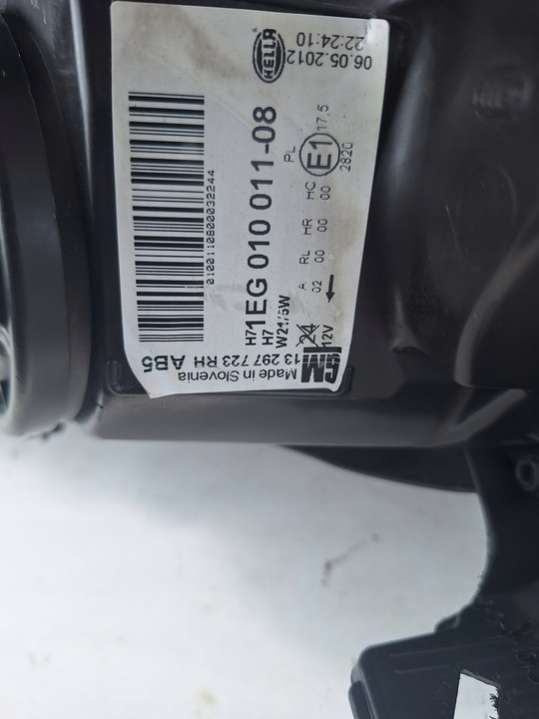 HELLA
06.05.2012
22:24:10
0100110800032244
1EG 010 011-08
PL
E1
17,5
2820
A RL HR HC
02 00 00 00
H7
H7
W21/5W
24
12V
GM
13 297 723 RH AB5
Made in Slovenia